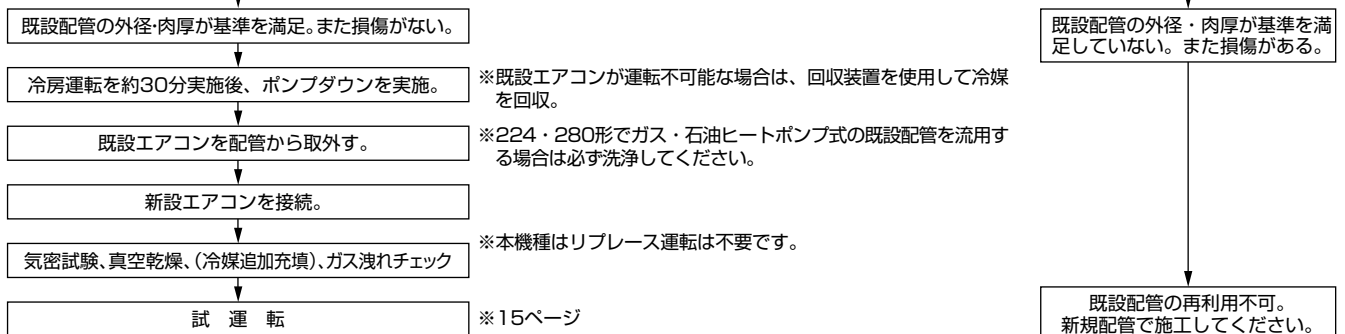 既設配管の外径･肉厚が基準を満足。また損傷がない。
冷房運転を約30分実施後、ポンプダウンを実施。
※既設エアコンが運転不可能な場合は、回収装置を使用して冷媒
を回収。
既設エアコンを配管から取外す。
※224・280形でガス・石油ヒートポンプ式の既設配管を流用す
る場合は必ず洗浄してください。
新設エアコンを接続。
※本機種はリプレース運転は不要です。
気密試験、真空乾燥、(冷媒追加充填)、ガス洩れチェック
試　運　転
※15ページ
既設配管の外径・肉厚が基準を満
足していない。また損傷がある。
既設配管の再利用不可。
新規配管で施工してください。